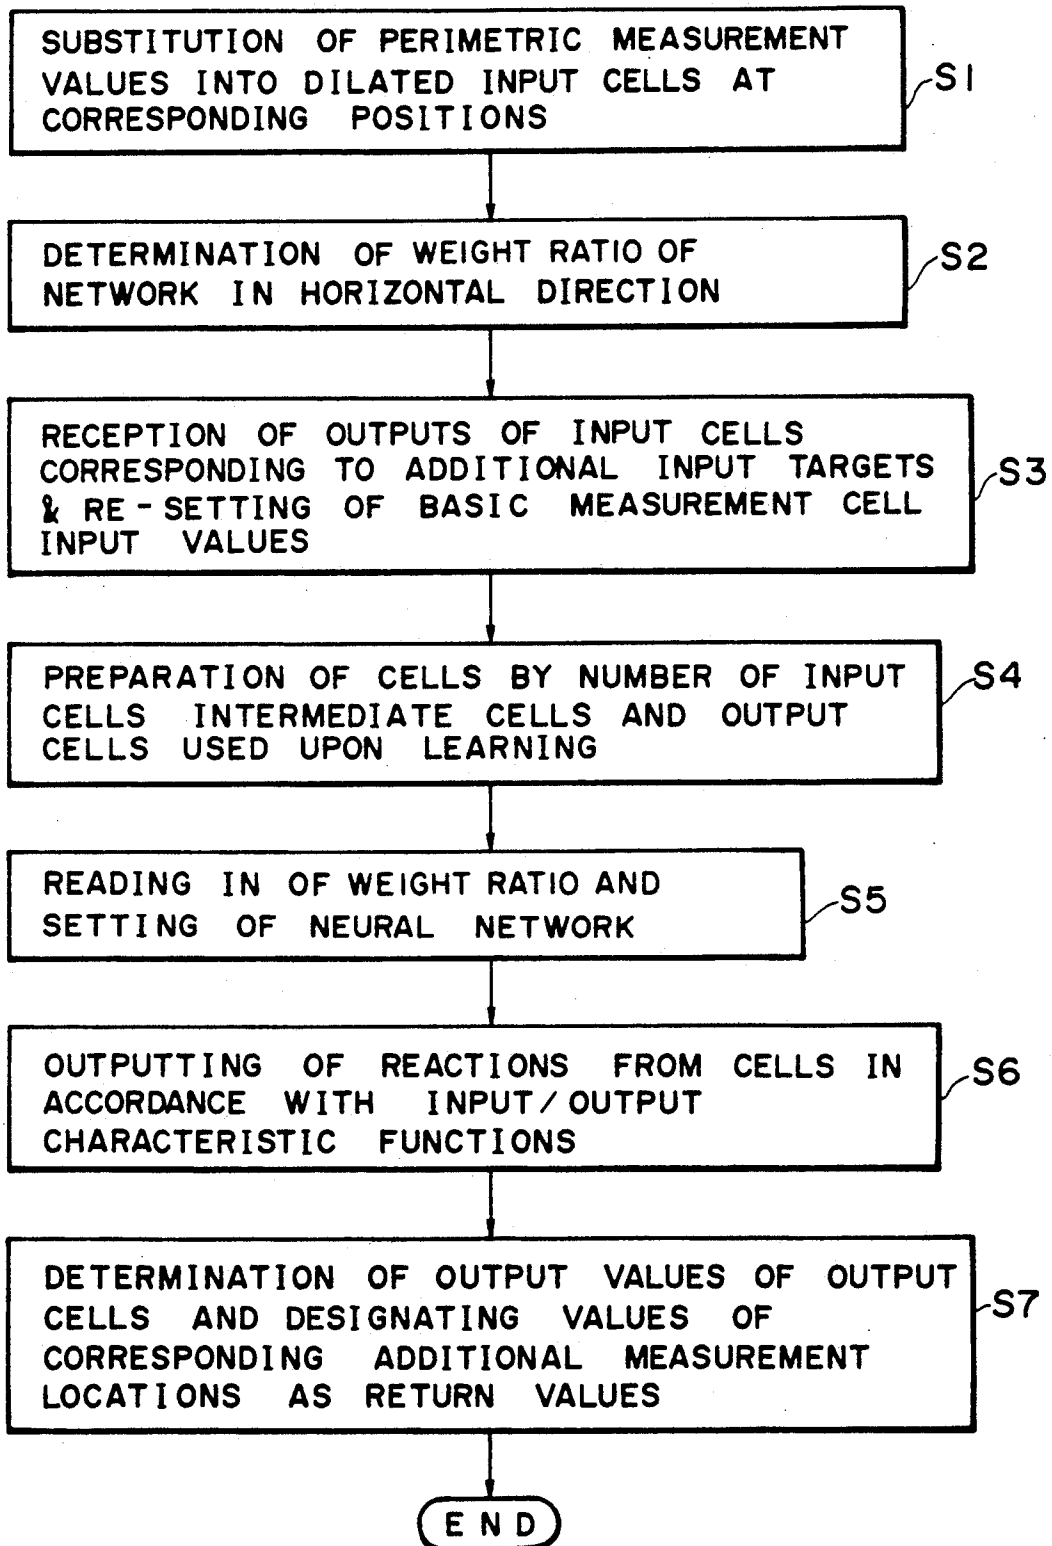 SUBSTITUTION OF PERIMETRIC MEASUREMENT
VALUES INTO DILATED INPUT CELLS AT
CORRESPONDING POSITIONS
S1
DETERMINATION OF WEIGHT RATIO OF
NETWORK IN HORIZONTAL DIRECTION
S2
RECEPTION OF OUTPUTS OF INPUT CELLS
CORRESPONDING TO ADDITIONAL INPUT TARGETS
& RE-SETTING OF BASIC MEASUREMENT CELL
INPUT VALUES
S3
PREPARATION OF CELLS BY NUMBER OF INPUT
CELLS INTERMEDIATE CELLS AND OUTPUT
CELLS USED UPON LEARNING
S4
READING IN OF WEIGHT RATIO AND
SETTING OF NEURAL NETWORK
S5
OUTPUTTING OF REACTIONS FROM CELLS IN
ACCORDANCE WITH INPUT/OUTPUT
CHARACTERISTIC FUNCTIONS
S6
DETERMINATION OF OUTPUT VALUES OF OUTPUT
CELLS AND DESIGNATING VALUES OF
CORRESPONDING ADDITIONAL MEASUREMENT
LOCATIONS AS RETURN VALUES
S7
END